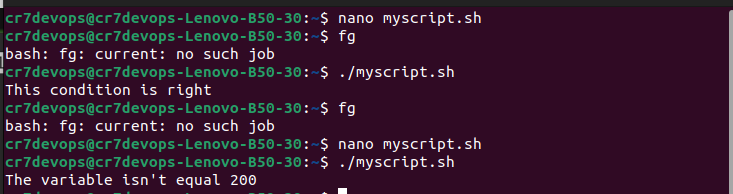 cr7devops@cr7devops-Lenovo-B50-30:~$ nano myscript.sh
cr7devops@cr7devops-Lenovo-B50-30:~$ fg
bash: fg: current: no such job
cr7devops@cr7devops-Lenovo-B50-30:~$ ./myscript.sh
This condition is right
cr7devops@cr7devops-Lenovo-B50-30:~$ fg
bash: fg: current: no such job
cr7devops@cr7devops-Lenovo-B50-30:~$ nano myscript.sh
cr7devops@cr7devops-Lenovo-B50-30:~$ ./myscript.sh
The variable isn't equal 200
cr7devops@cr7devops-Lenovo-B50-30:~$